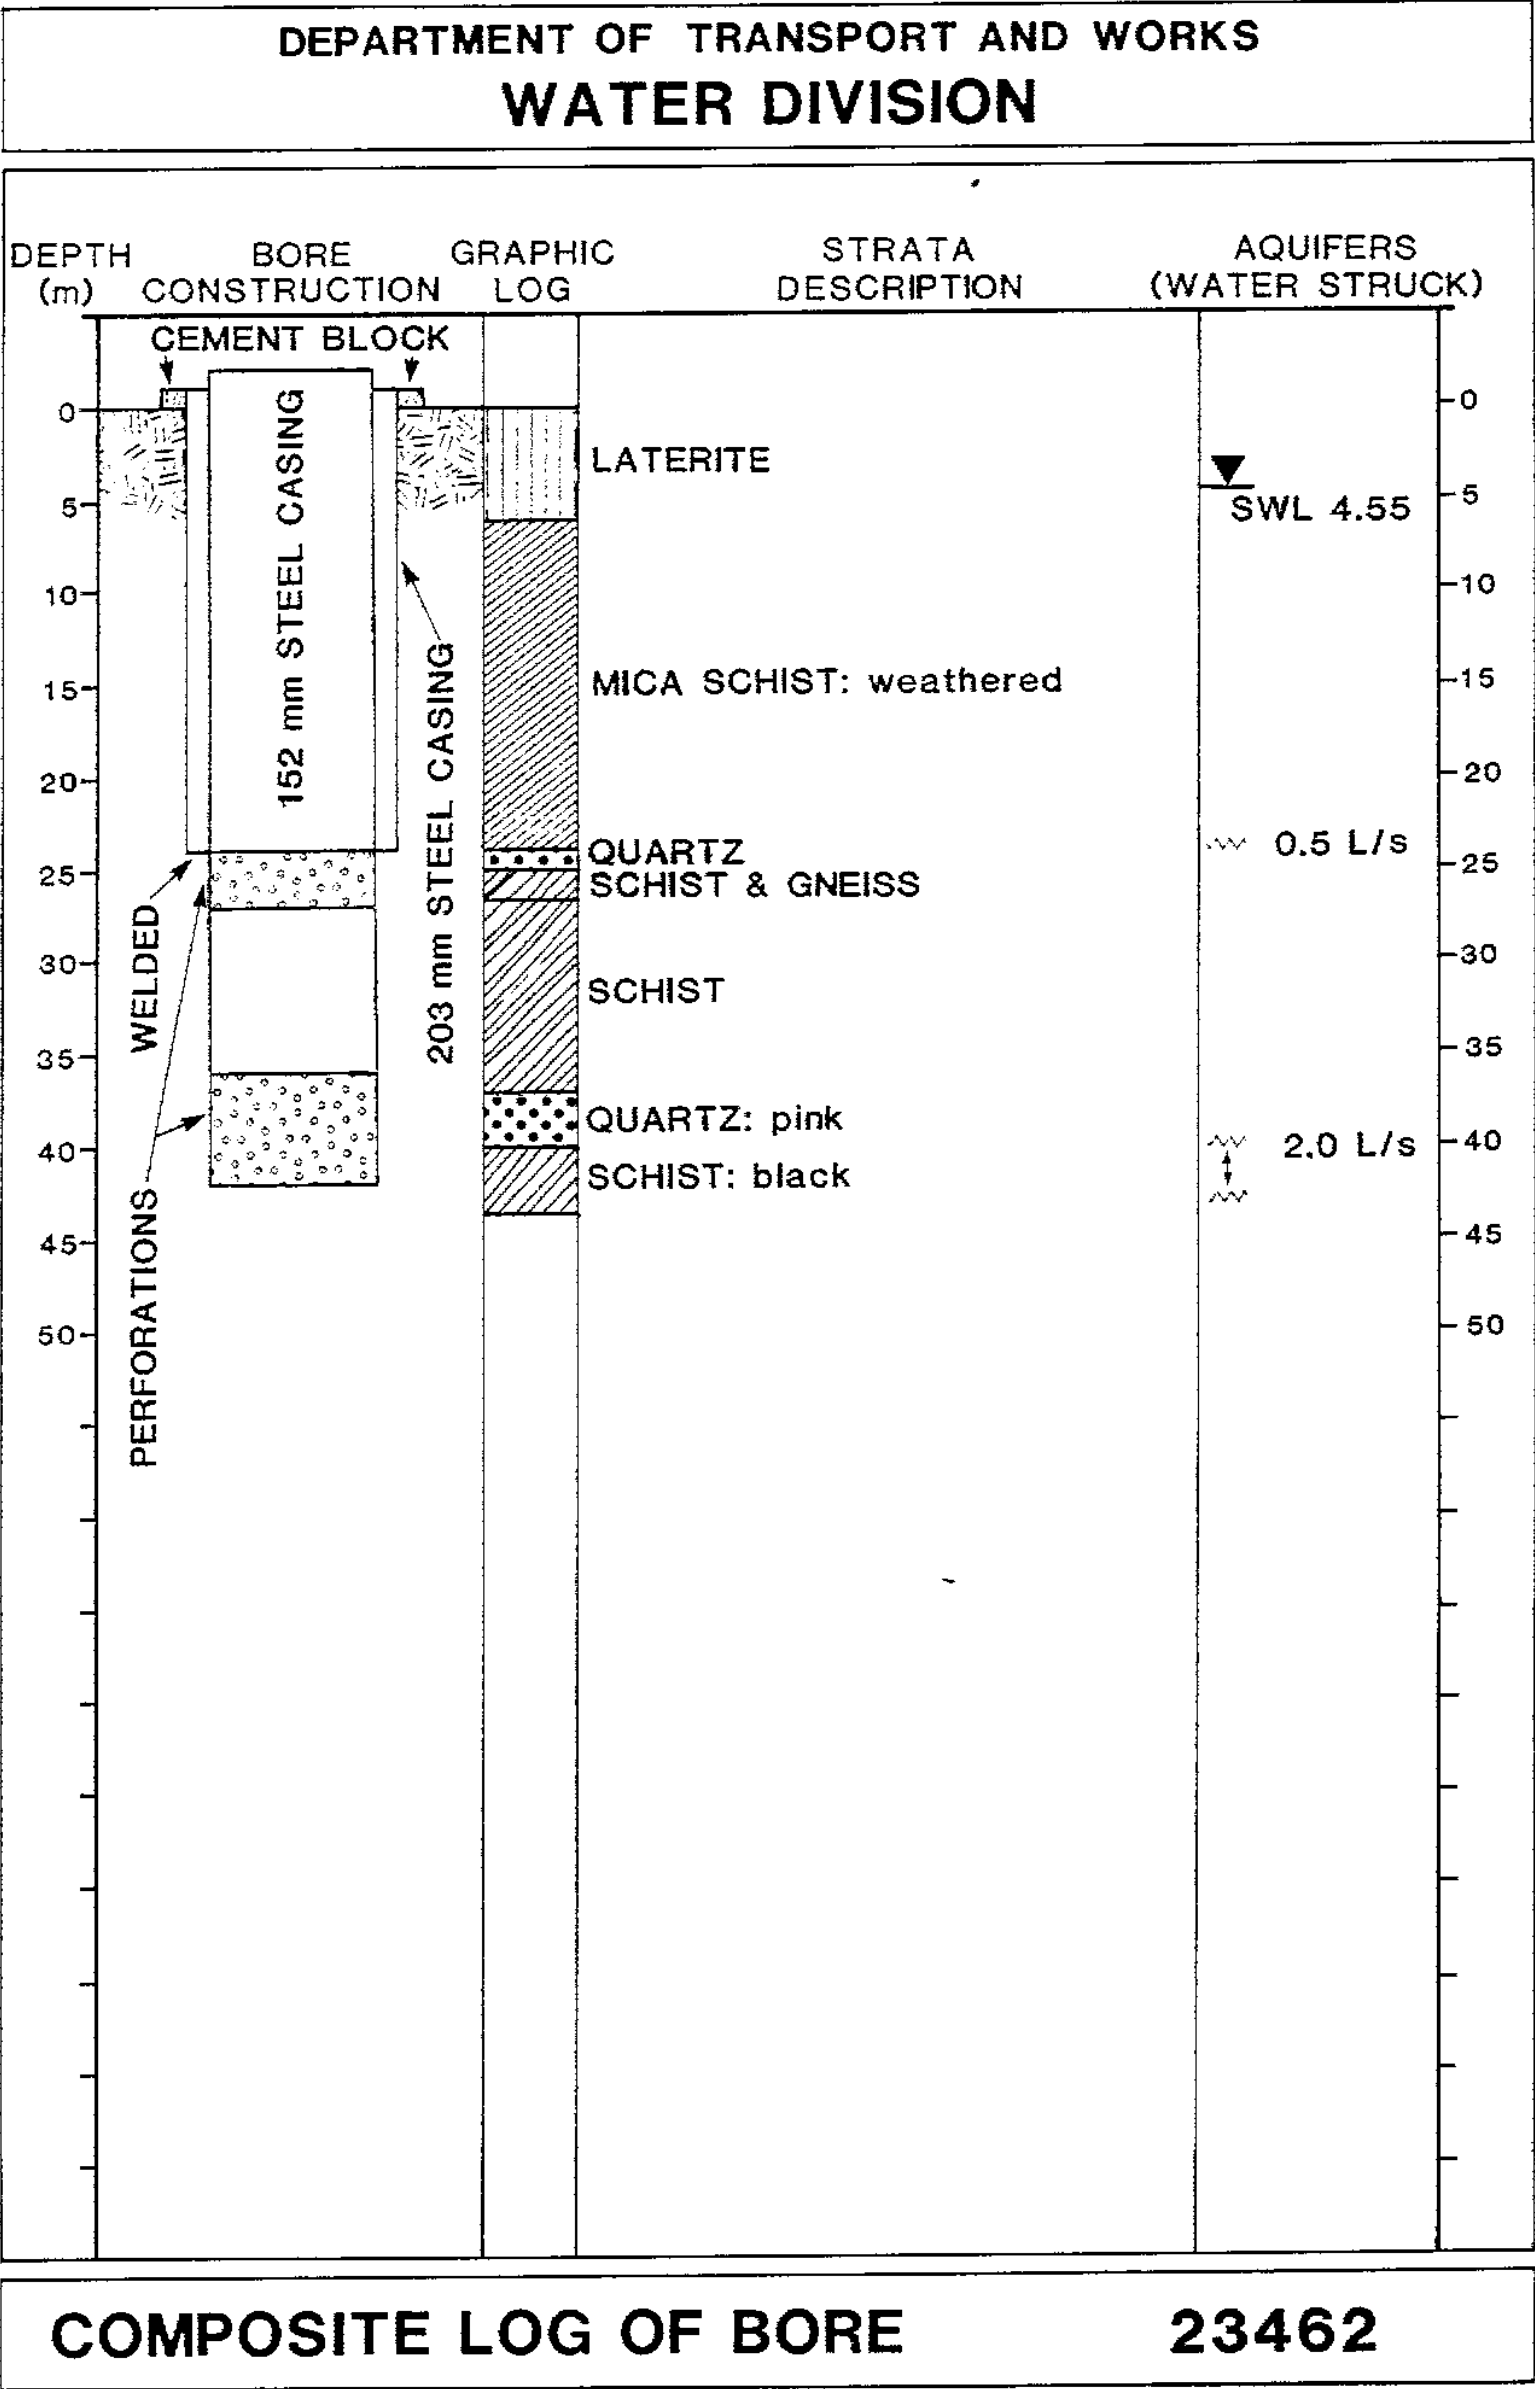 DEPARTMENT OF TRANSPORT AND WORKS
WATER DIVISION
DEPTH
(m)
BORE
CONSTRUCTION
GRAPHIC
LOG
STRATA
DESCRIPTION
AQUIFERS
(WATER STRUCK)
CEMENT BLOCK
152 mm STEEL CASING
203 mm STEEL CASING
WELDED
PERFORATIONS
0
5
10
15
20
25
30
35
40
45
50
LATERITE
MICA SCHIST: weathered
QUARTZ
SCHIST & GNEISS
SCHIST
QUARTZ: pink
SCHIST: black
SWL 4.55
0.5 L/s
2.0 L/s
0
5
10
15
20
25
30
35
40
45
50
COMPOSITE LOG OF BORE 23462